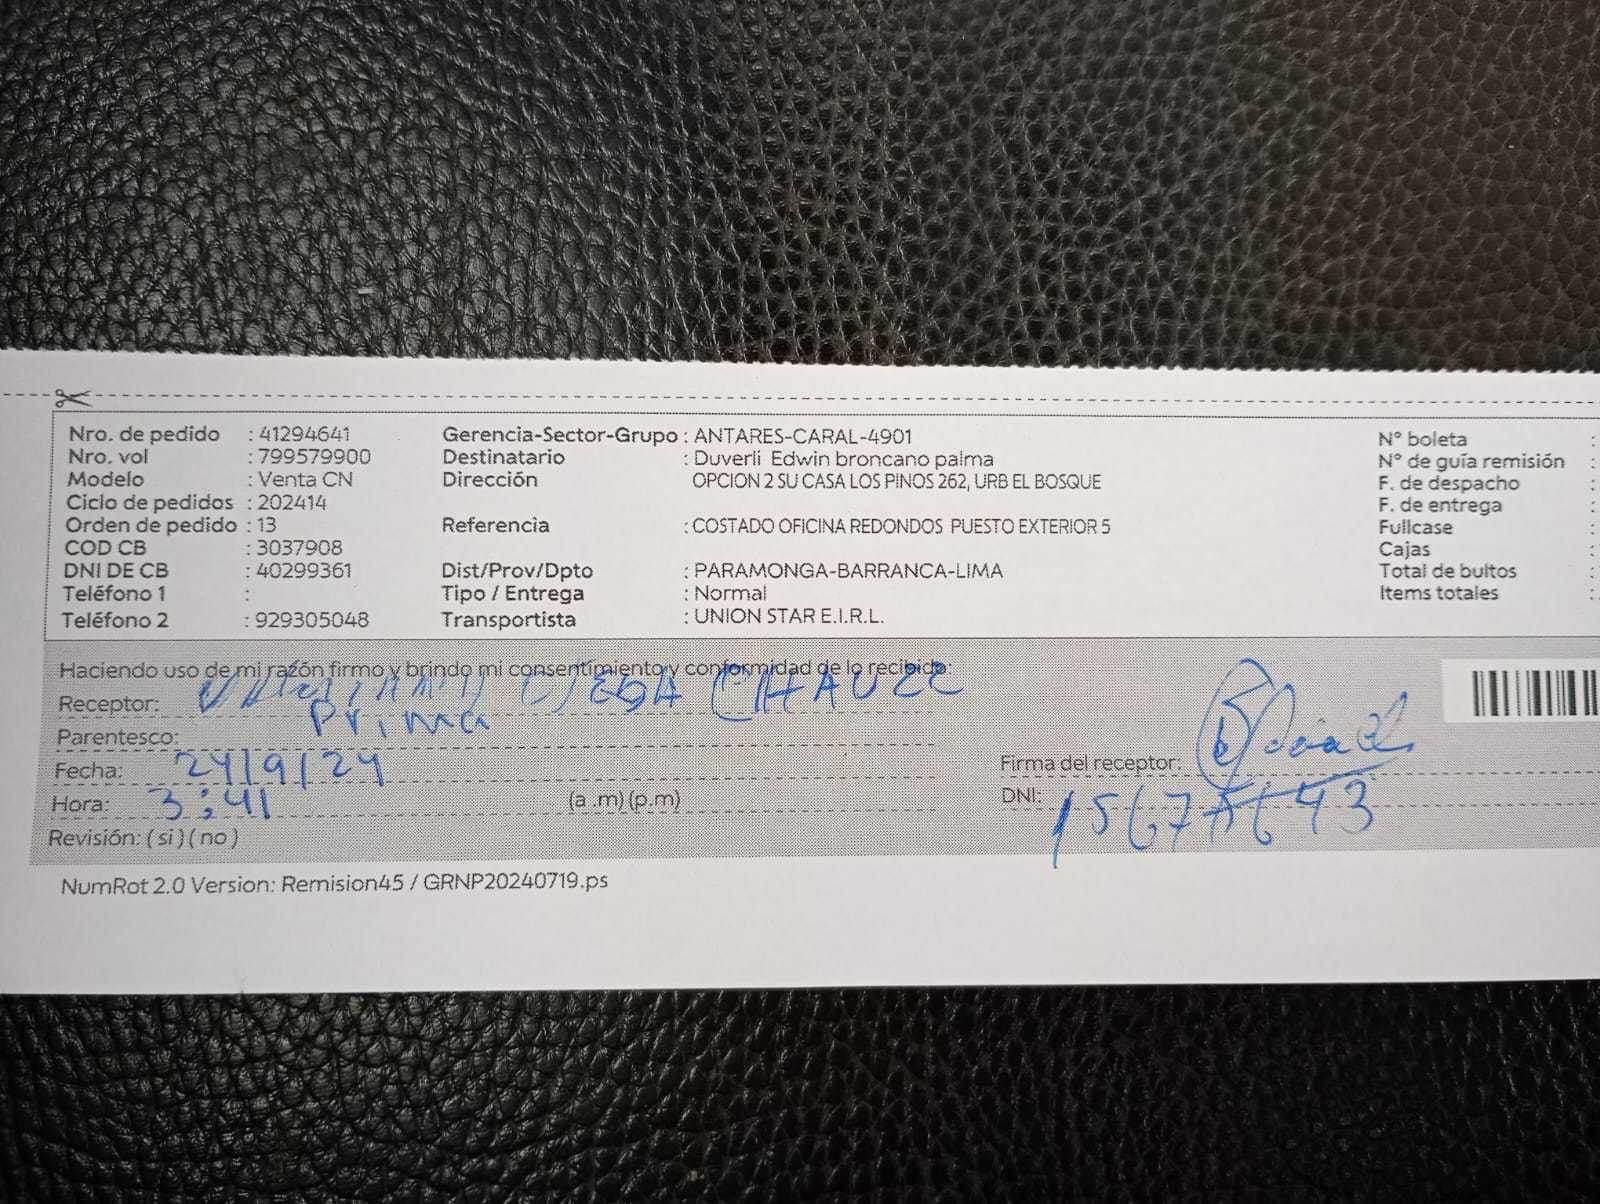 Nro. de pedido : 41294641 Gerencia-Sector-Grupo : ANTARES-CARAL-4901 N° boleta :
Nro. vol : 799579900 Destinatario : Duverli Edwin broncano palma N° de guía remisión :
Modelo : Venta CN Dirección OPCION 2 SU CASA LOS PINOS 262, URB EL BOSQUE F. de despacho :
Ciclo de pedidos : 202414 F. de entrega :
Orden de pedido : 13 Referencia : COSTADO OFICINA REDONDOS PUESTO EXTERIOR 5 Fullcase :
COD CB : 3037908 Cajas :
DNI DE CB : 40299361 Dist/Prov/Dpto : PARAMONGA-BARRANCA-LIMA Total de bultos :
Teléfono 1 : Tipo / Entrega : Normal Items totales :
Teléfono 2 : 929305048 Transportista : UNION STAR E.I.R.L.
Haciendo uso de mi razón firmo y brindo mi consentimiento y conformidad de lo recibido:
Receptor:
Parentesco: Prima
Fecha: 24/9/24 Firma del receptor:
Hora: 3:41 (a .m) (p.m) DNI:
Revisión: ( si ) ( no )
NumRot 2.0 Version: Remision45 / GRNP20240719.ps